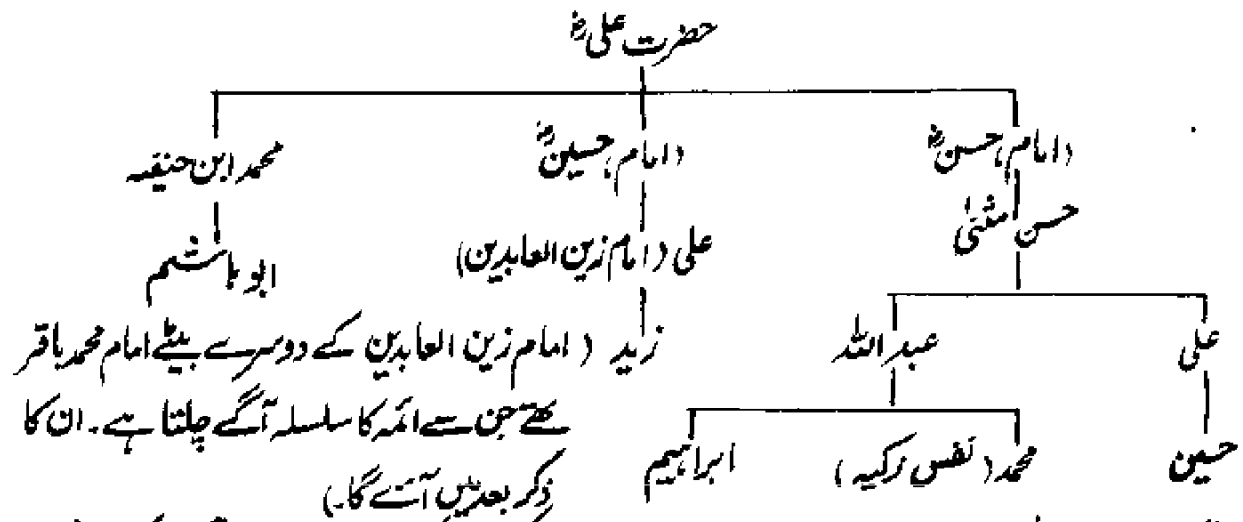 حضرت علیؓ
(امام) حسنؓ (امام) حسینؓ محمد ابن حنیفہ
حسن مثنیٰ علی (امام زین العابدین) ابو ہاشم
علی عبد اللہ زید (امام زین العابدین کے دوسرے بیٹے امام محمد باقر
تھے جن سے ائمہ کا سلسلہ آگے چلتا ہے۔ ان کا
حسین محمد (نفس زکیہ) ابراہیم ذکر بعد میں آئے گا۔)